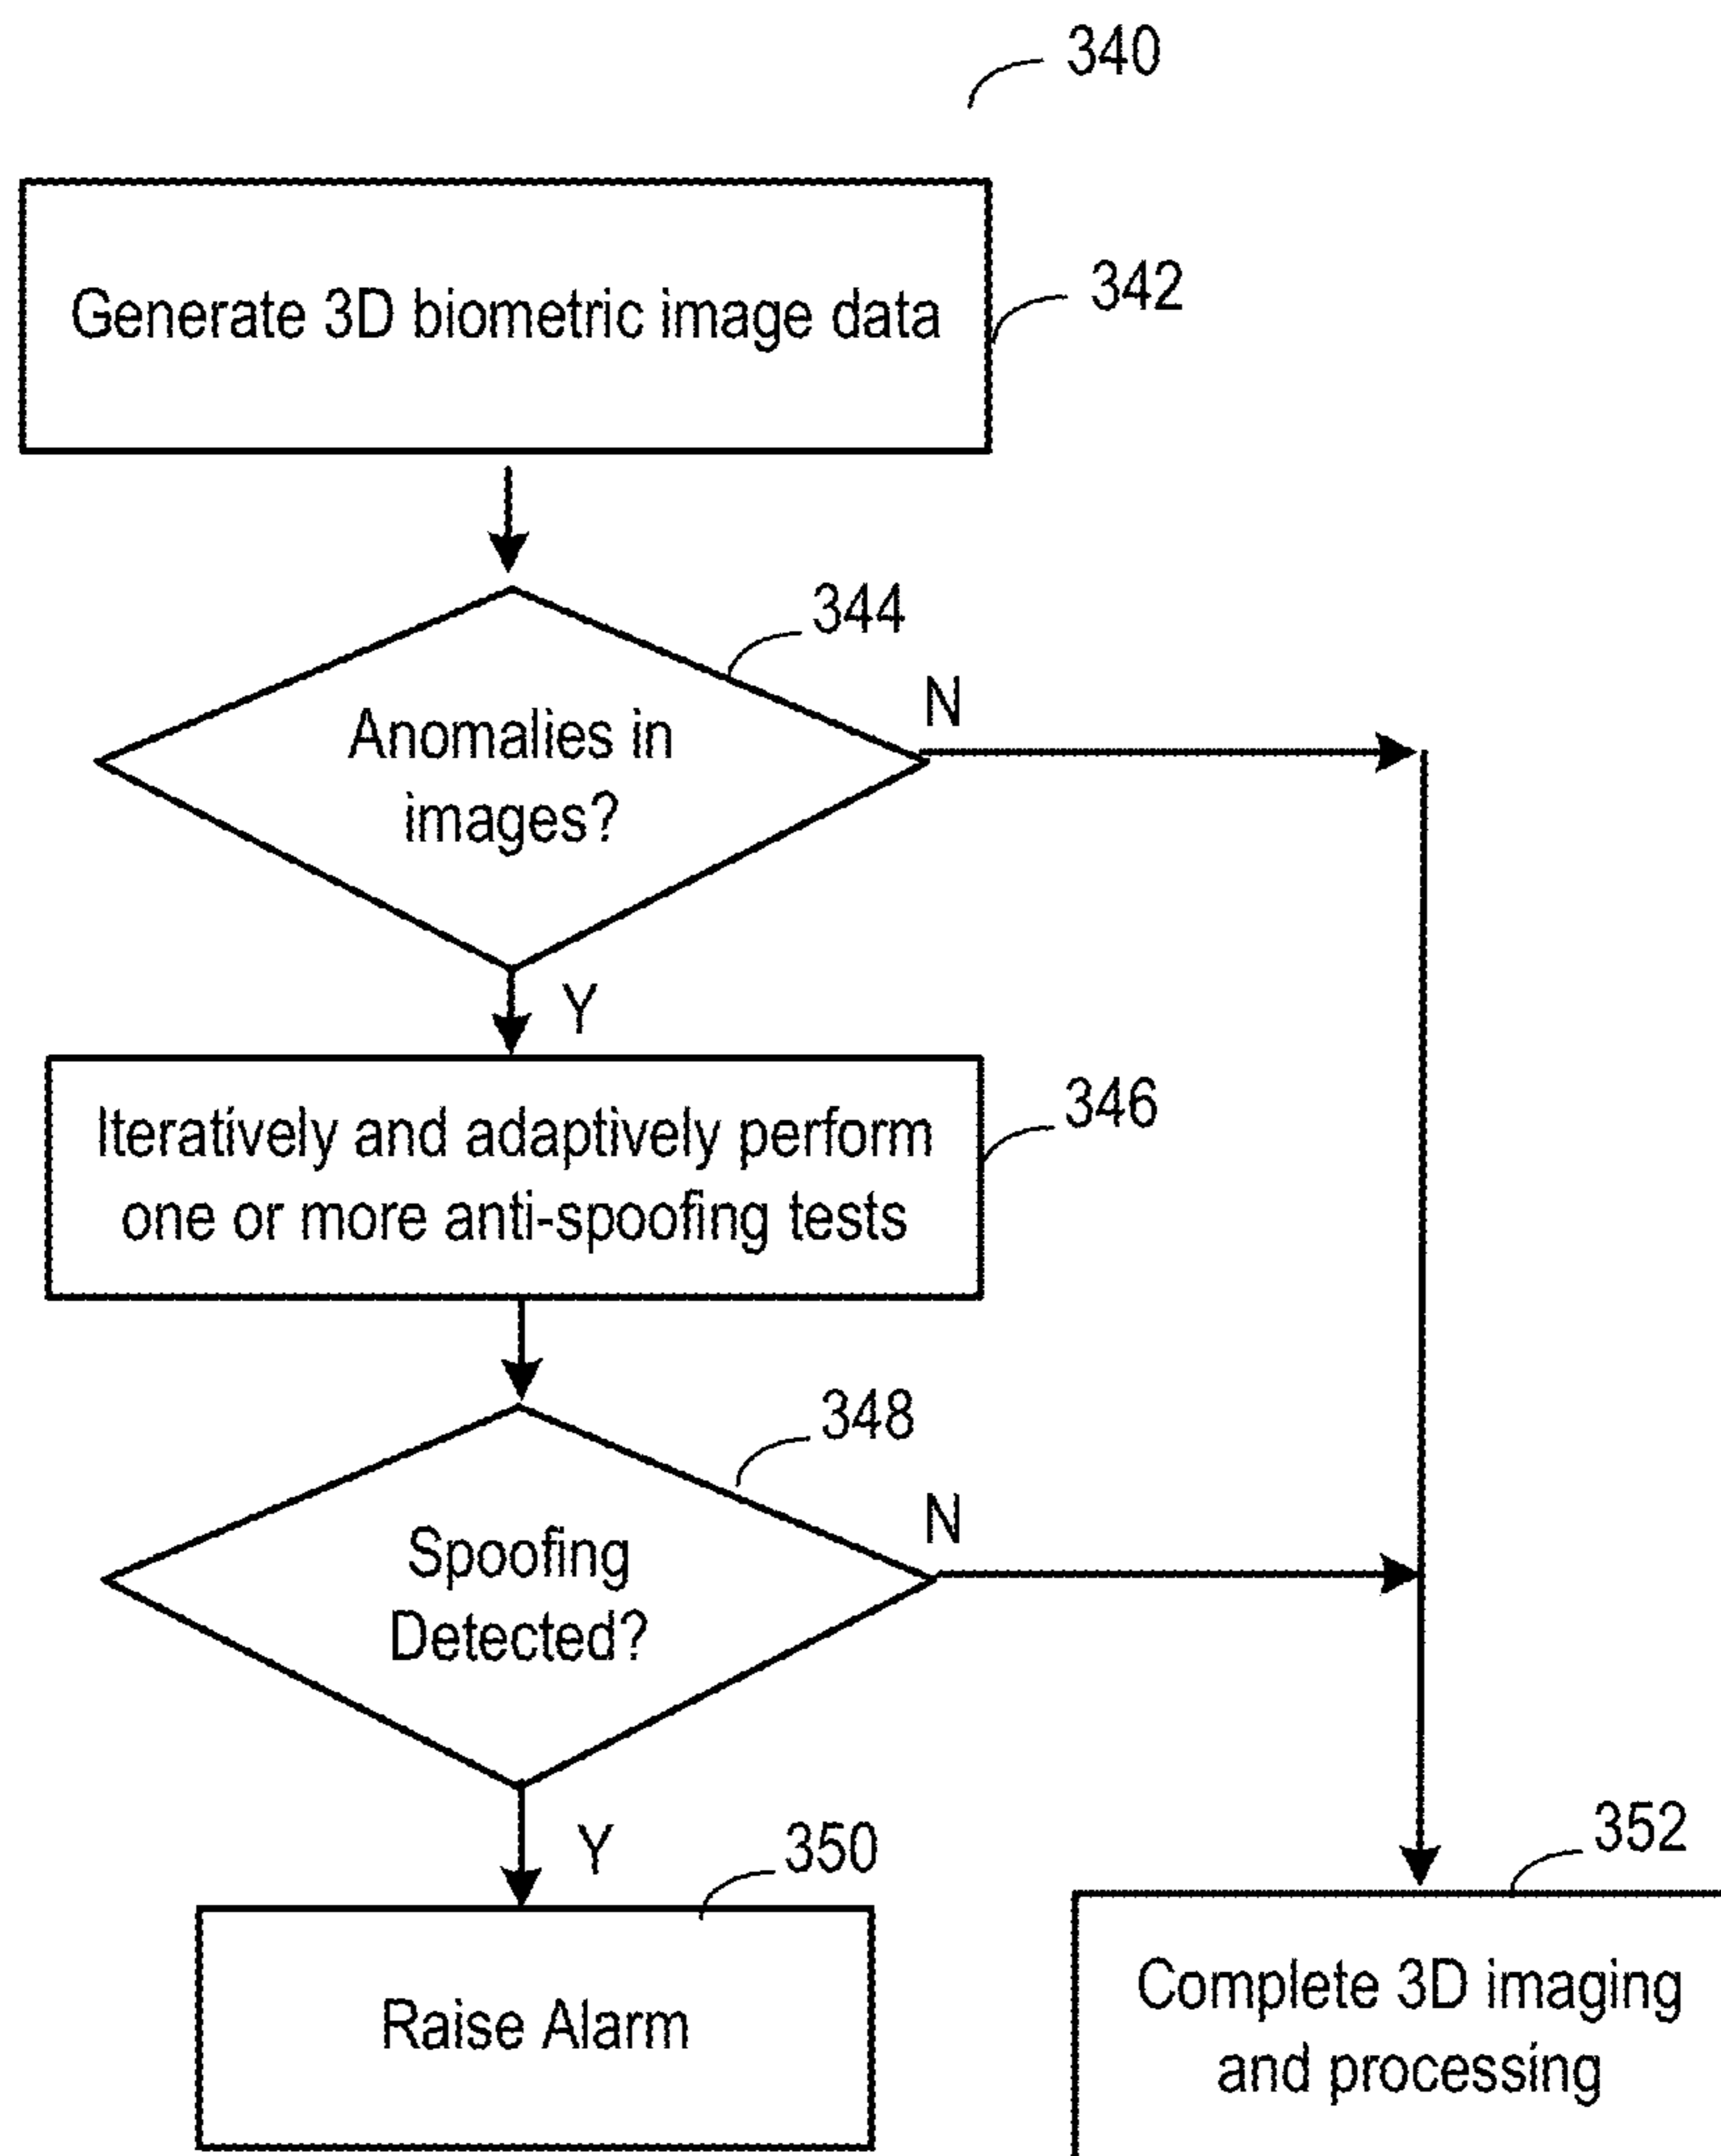 340
Generate 3D biometric image data
342
344
Anomalies in
images?
N
Y
Iteratively and adaptively perform
one or more anti-spoofing tests
346
348
Spoofing
Detected?
N
Y
350
Raise Alarm
352
Complete 3D imaging
and processing